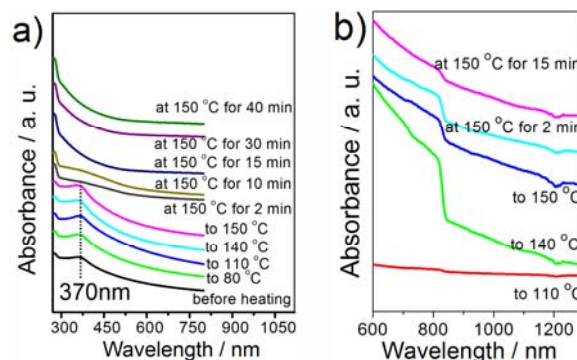 a)
Absorbance / a. u.
at 150 °C for 40 min
at 150 °C for 30 min
at 150 °C for 15 min
at 150 °C for 10 min
at 150 °C for 2 min
to 150 °C
to 140 °C
to 110 °C
to 80 °C
before heating
370nm
300 450 600 750 900 1050
Wavelength / nm
b)
Absorbance / a. u.
at 150 °C for 15 min
at 150 °C for 2 min
to 150 °C
to 140 °C
to 110 °C
600 800 1000 1200
Wavelength / nm